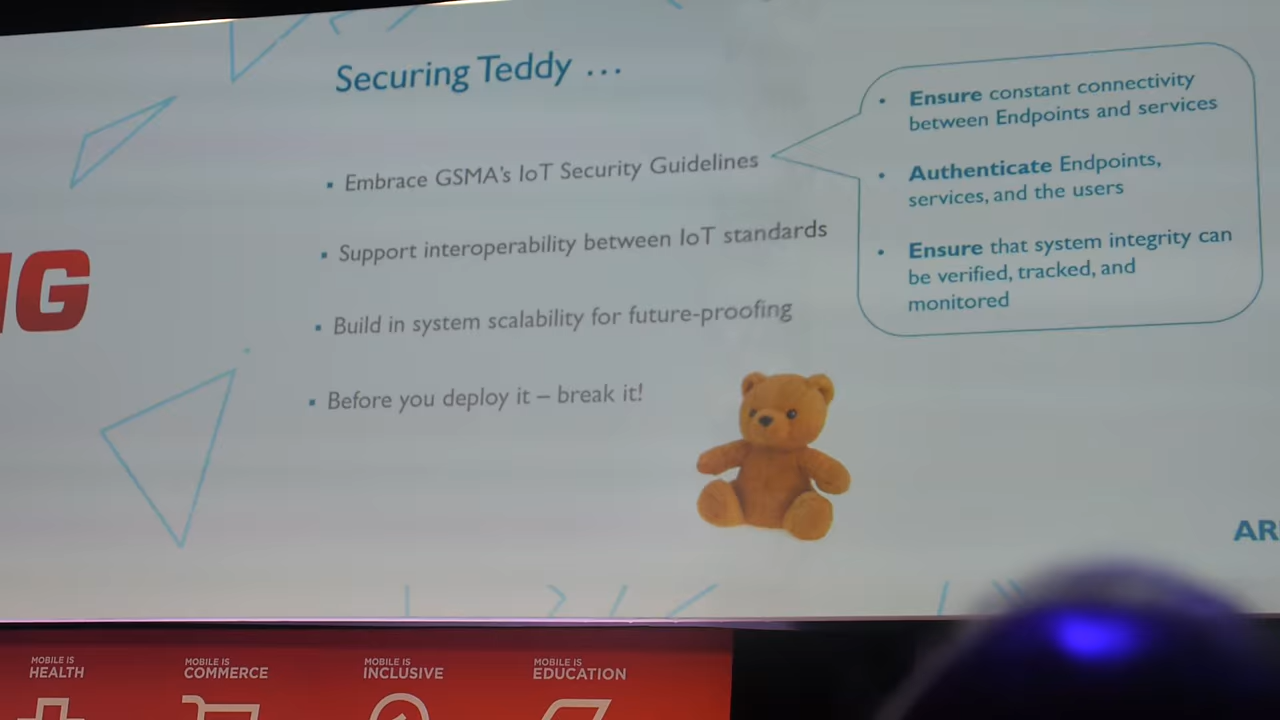 Securing Teddy ...
Embrace GSMA's IoT Security Guidelines
Support interoperability between IoT standards
Build in system scalability for future-proofing
Before you deploy it – break it!
Ensure constant connectivity
between Endpoints and services
Authenticate Endpoints,
services, and the users
Ensure that system integrity can
be verified, tracked, and
monitored
MOBILE IS
HEALTH
MOBILE IS
COMMERCE
MOBILE IS
INCLUSIVE
MOBILE IS
EDUCATION